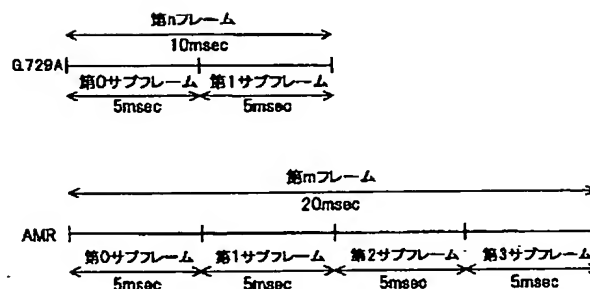 第nフレーム
10msec
G.729A
第0サブフレーム 第1サブフレーム
5msec 5msec
第mフレーム
20msec
AMR
第0サブフレーム 第1サブフレーム 第2サブフレーム 第3サブフレーム
5msec 5msec 5msec 5msec